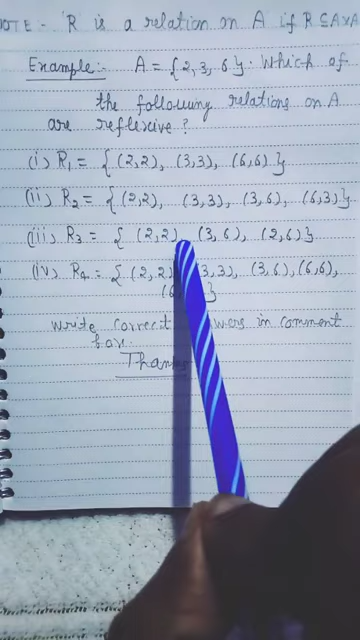 NOTE - R is a relation on A if R ⊆ A×A
Example:- A = {2, 3, 6}. Which of
the following relations on A
are reflexive?
(i) R1 = {(2,2), (3,3), (6,6)}
(ii) R2 = {(2,2), (3,3), (3,6), (6,3)}
(iii) R3 = { (2,2), (3,6), (2,6)}
(iv) R4 = { (2,2) 3,3), (3,6), (6,6),
(6 }
Write correct in comment
box.